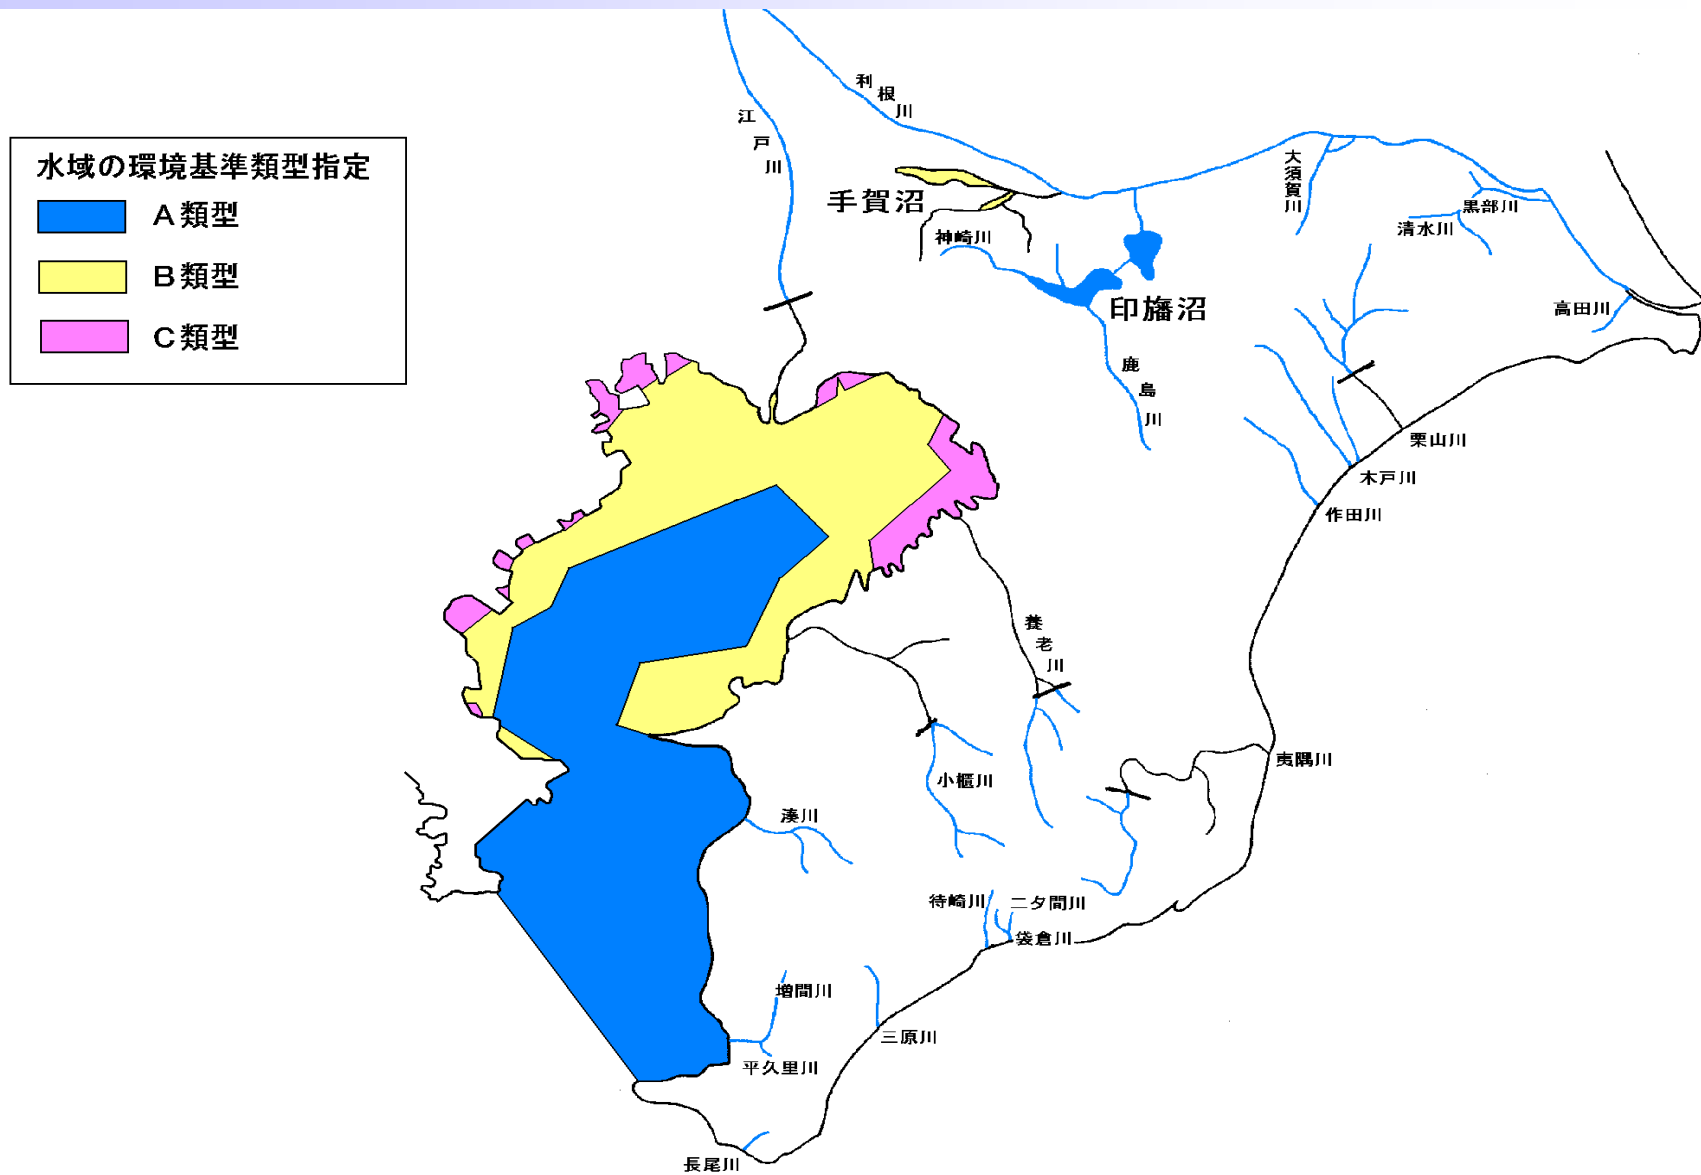 水域の環境基準類型指定
A類型
B類型
C類型
江戸川
利根川
手賀沼
神崎川
印旛沼
鹿島川
大須賀川
黒部川
清水川
高田川
栗山川
木戸川
作田川
養老川
夷隅川
小櫃川
湊川
待崎川
二タ間川
袋倉川
増間川
三原川
平久里川
長尾川